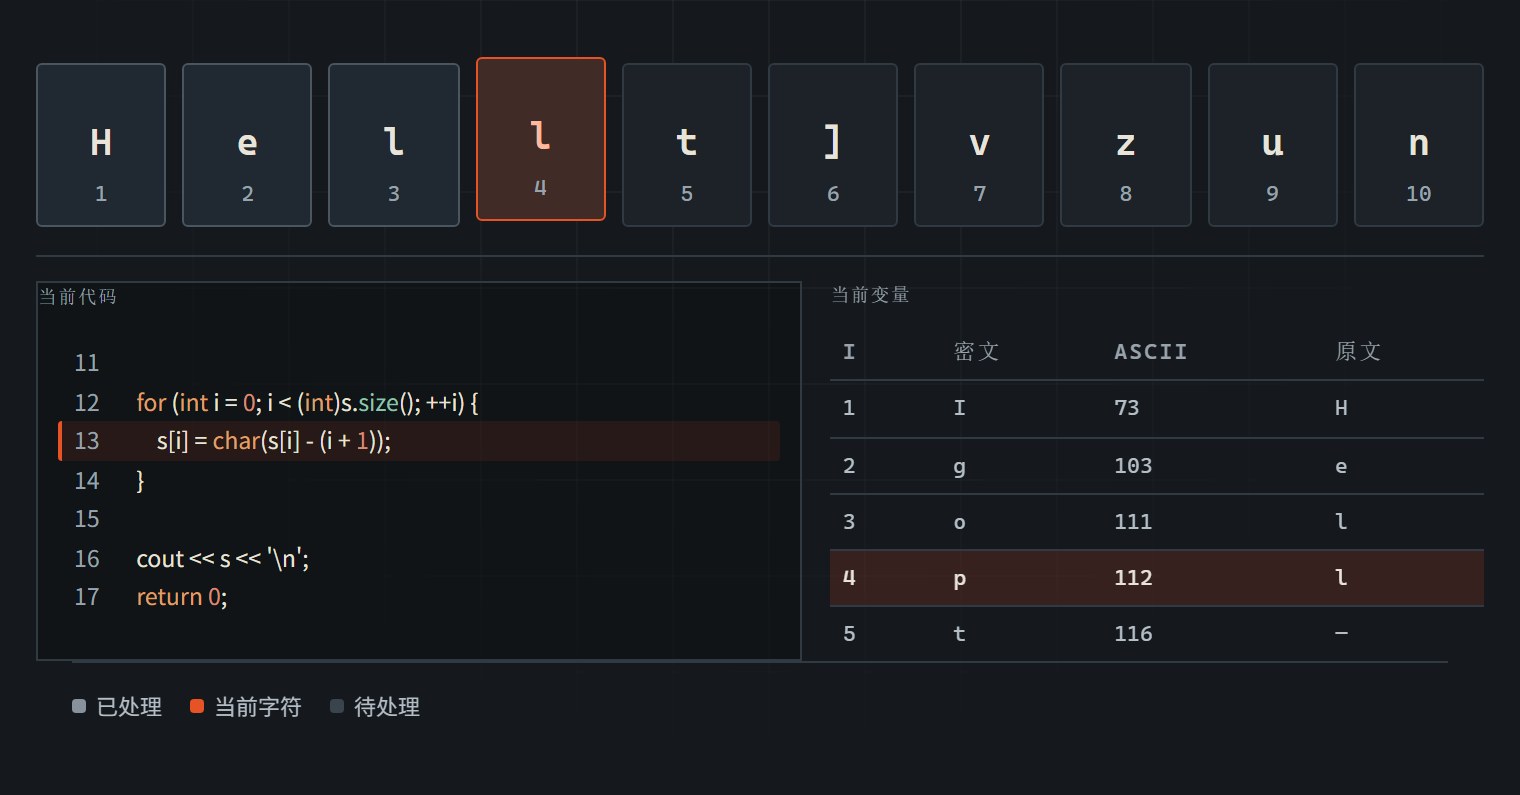 H e l l t ] v z u n
1 2 3 4 5 6 7 8 9 10
当前代码
11
12 for (int i = 0; i < (int)s.size(); ++i) {
13 s[i] = char(s[i] - (i + 1));
14 }
15
16 cout << s << '\n';
17 return 0;
当前变量
I 密文 ASCII 原文
1 I 73 H
2 g 103 e
3 o 111 l
4 p 112 l
5 t 116 —
已处理 当前字符 待处理